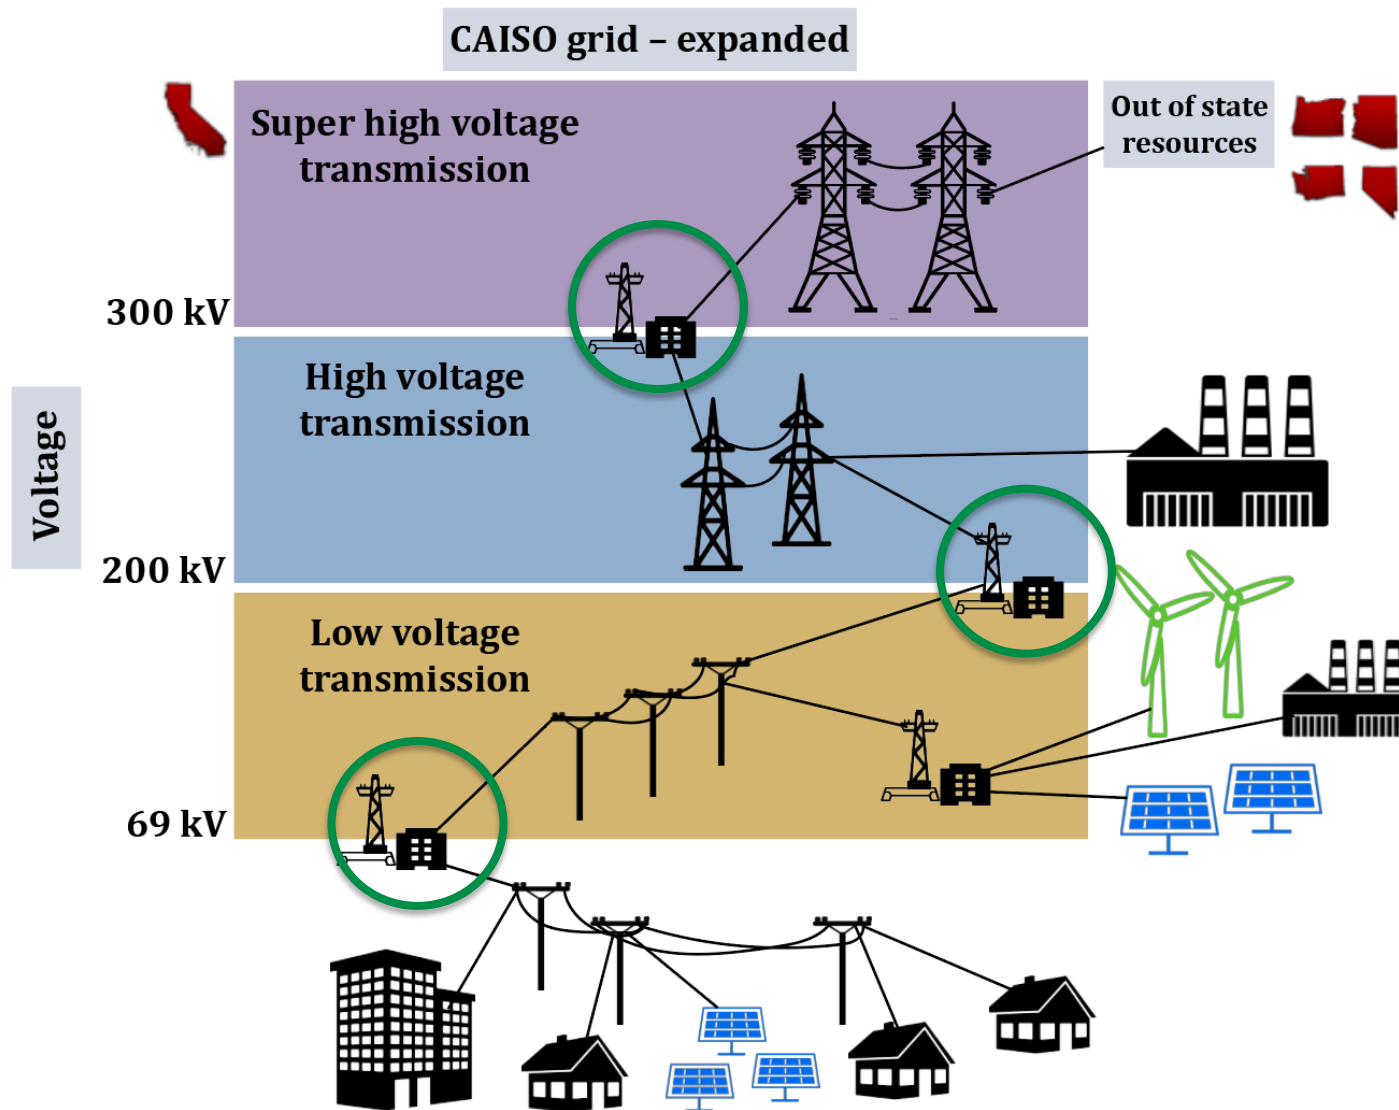 CAISO grid – expanded
Super high voltage
transmission
Out of state
resources
300 kV
High voltage
transmission
Voltage
200 kV
Low voltage
transmission
69 kV